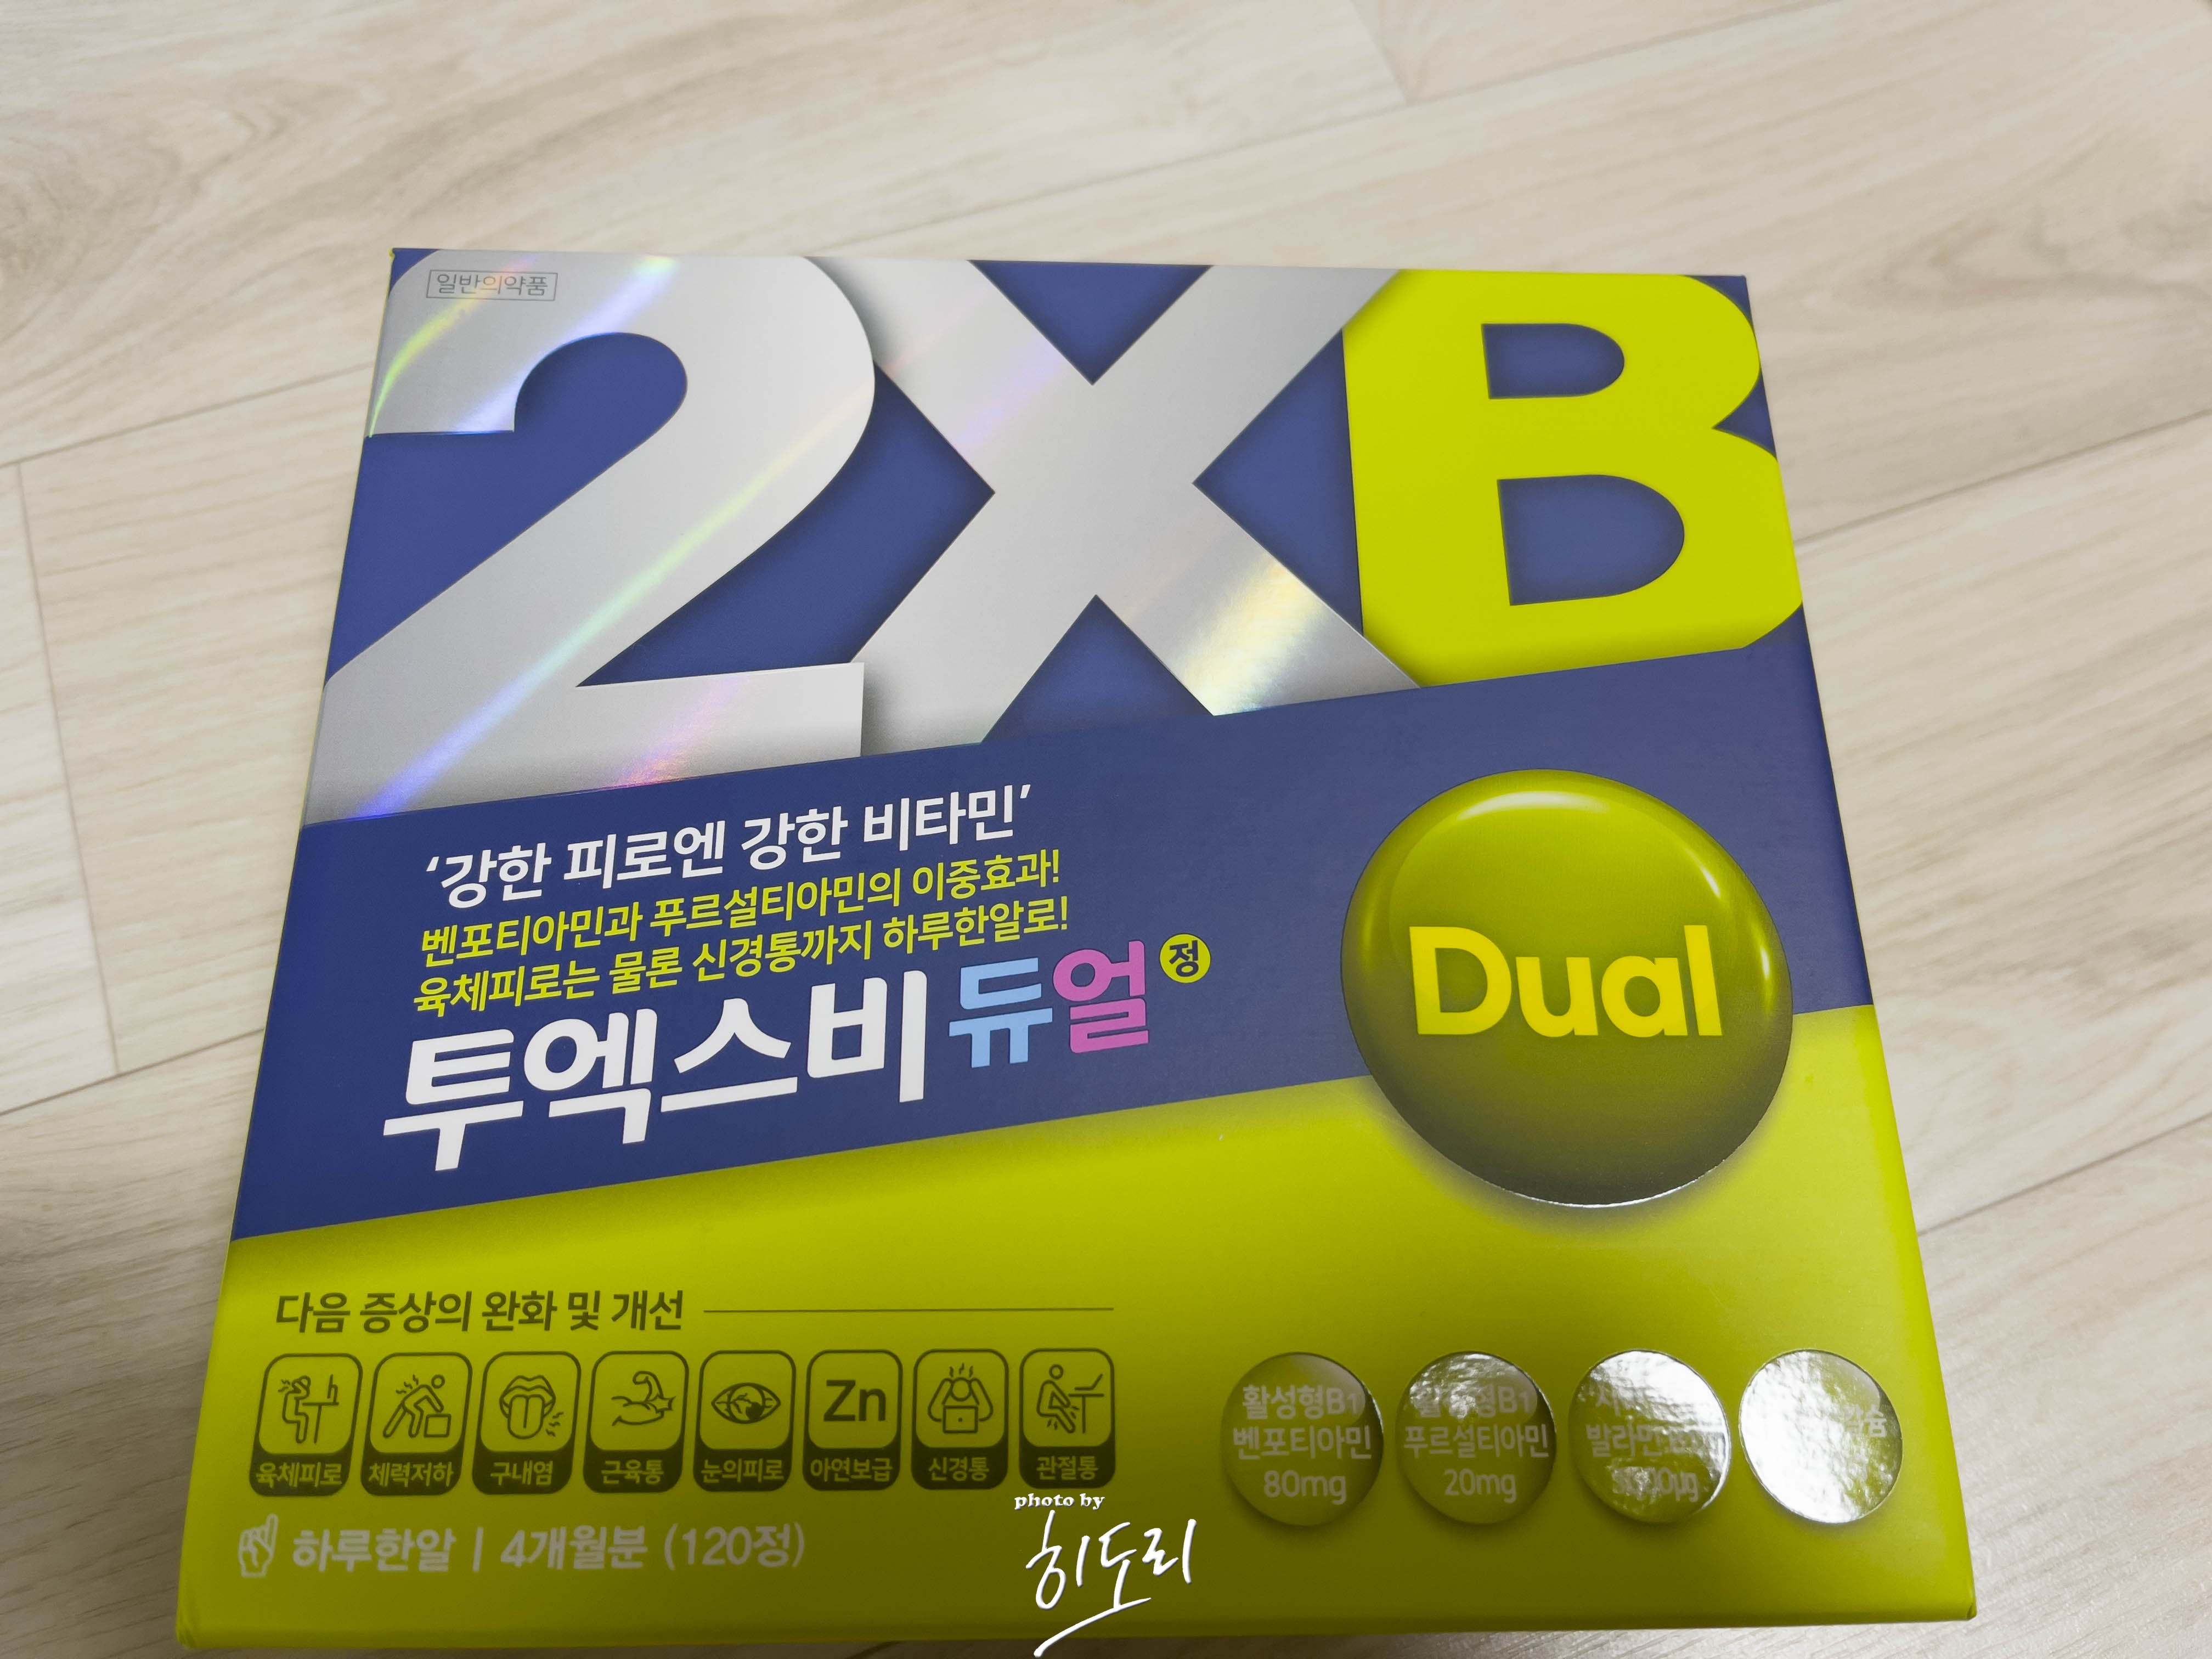 일반의약품
2XB
‘강한 피로엔 강한 비타민’
벤포티아민과 푸르설티아민의 이중효과!
육체피로는 물론 신경통까지 하루한알로!
투엑스비 듀얼 정
Dual
다음 증상의 완화 및 개선
육체피로 체력저하 구내염 근육통 눈의피로 Zn 아연보급 신경통 관절통
활성형B1
벤포티아민
80mg
활성형B1
푸르설티아민
20mg
하루한알 | 4개월분 (120정)
photo by
히도리